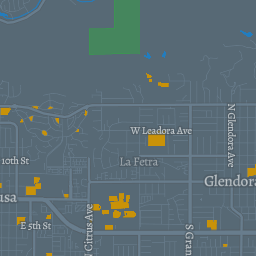 W Leadora Ave
N Glendora Ave
10th St
La Fetra
Glendora
usa
E 5th St
N Citrus Ave
S Gran